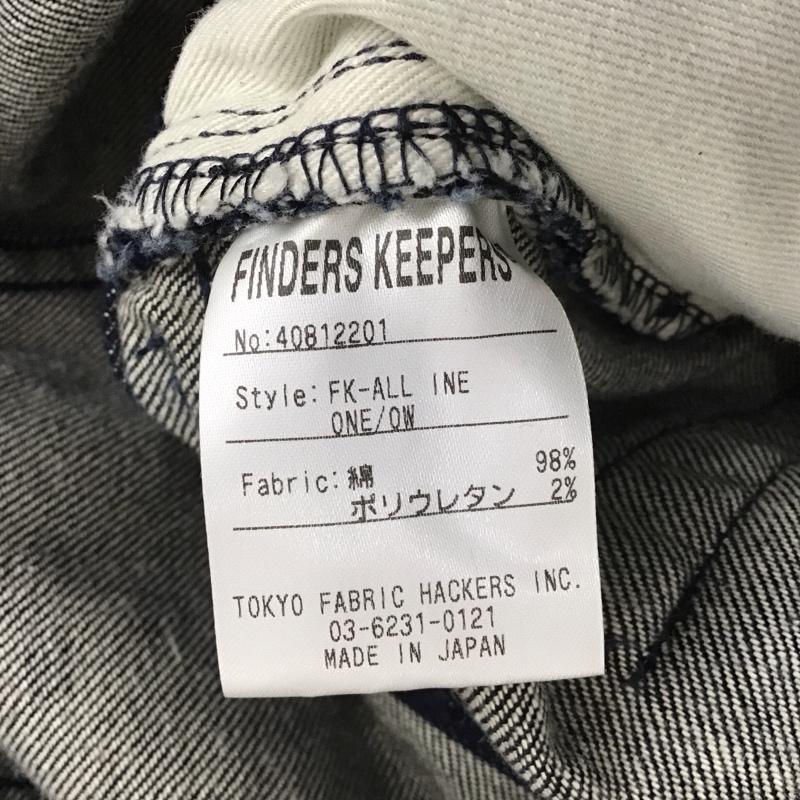 FINDERS KEEPERS
No:40812201
Style: FK-ALL INE
ONE/OW
Fabric: 綿 98%
ポリウレタン 2%
TOKYO FABRIC HACKERS INC.
03-6231-0121
MADE IN JAPAN